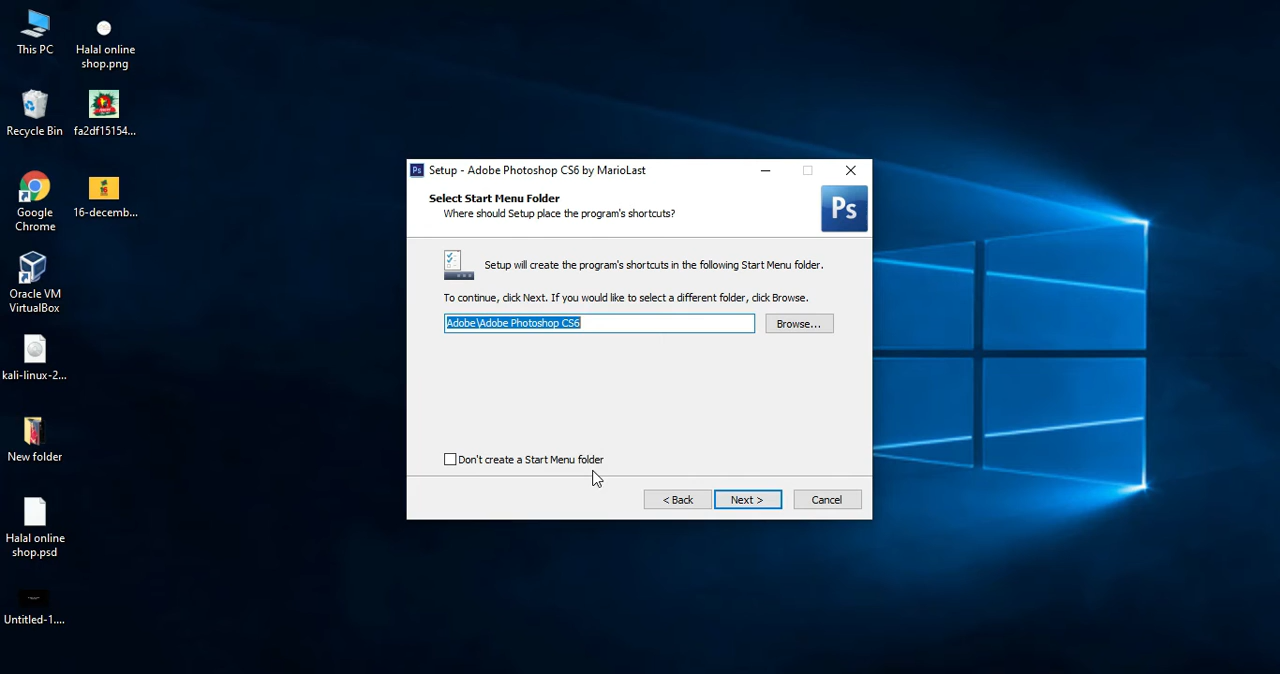 This PC
Halal online
shop.png
Recycle Bin
fa2df15154...
Google
Chrome
16-decemb...
Oracle VM
VirtualBox
kali-linux-2...
New folder
Halal online
shop.psd
Untitled-1....
Ps Setup - Adobe Photoshop CS6 by MarioLast
Select Start Menu Folder
Where should Setup place the program's shortcuts?
Ps
Setup will create the program's shortcuts in the following Start Menu folder.
To continue, click Next. If you would like to select a different folder, click Browse.
Adobe\Adobe Photoshop CS6
Browse...
Don't create a Start Menu folder
< Back
Next >
Cancel